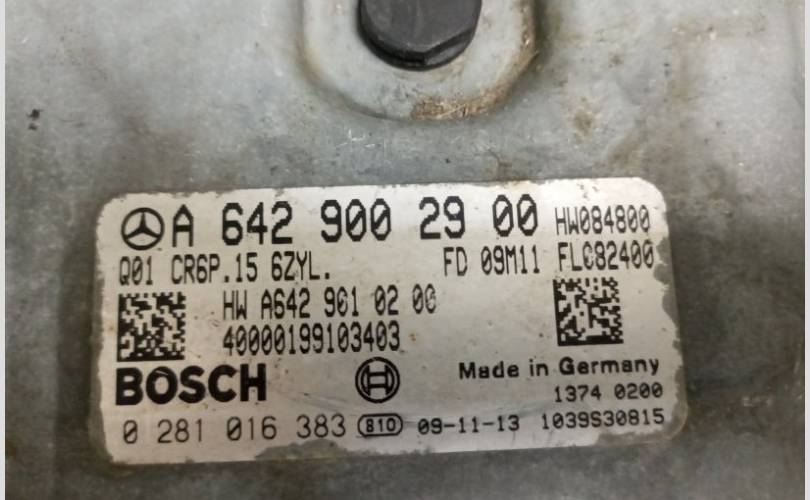 A 642 900 29 00 HW084800
Q01 CR6P.15 6ZYL. FD 09M11 FLC82400
HW A642 901 02 00
40000199103403
BOSCH Made in Germany
1374 0200
0 281 016 383 810 09-11-13 1039S30815